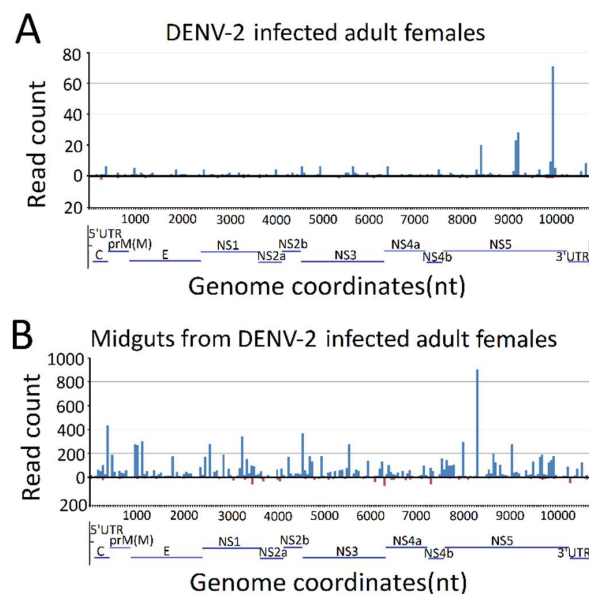 A
DENV-2 infected adult females
Read count
80
60
40
20
0
20
1000 2000 3000 4000 5000 6000 7000 8000 9000 10000
5'UTR
prM(M) NS1 NS2b NS4a NS5
C E NS2a NS3 NS4b 3'UTR
Genome coordinates(nt)
B
Midguts from DENV-2 infected adult females
Read count
1000
800
600
400
200
0
200
1000 2000 3000 4000 5000 6000 7000 8000 9000 10000
5'UTR
prM(M) NS1 NS2b NS4a NS5
C E NS2a NS3 NS4b 3'UTR
Genome coordinates(nt)